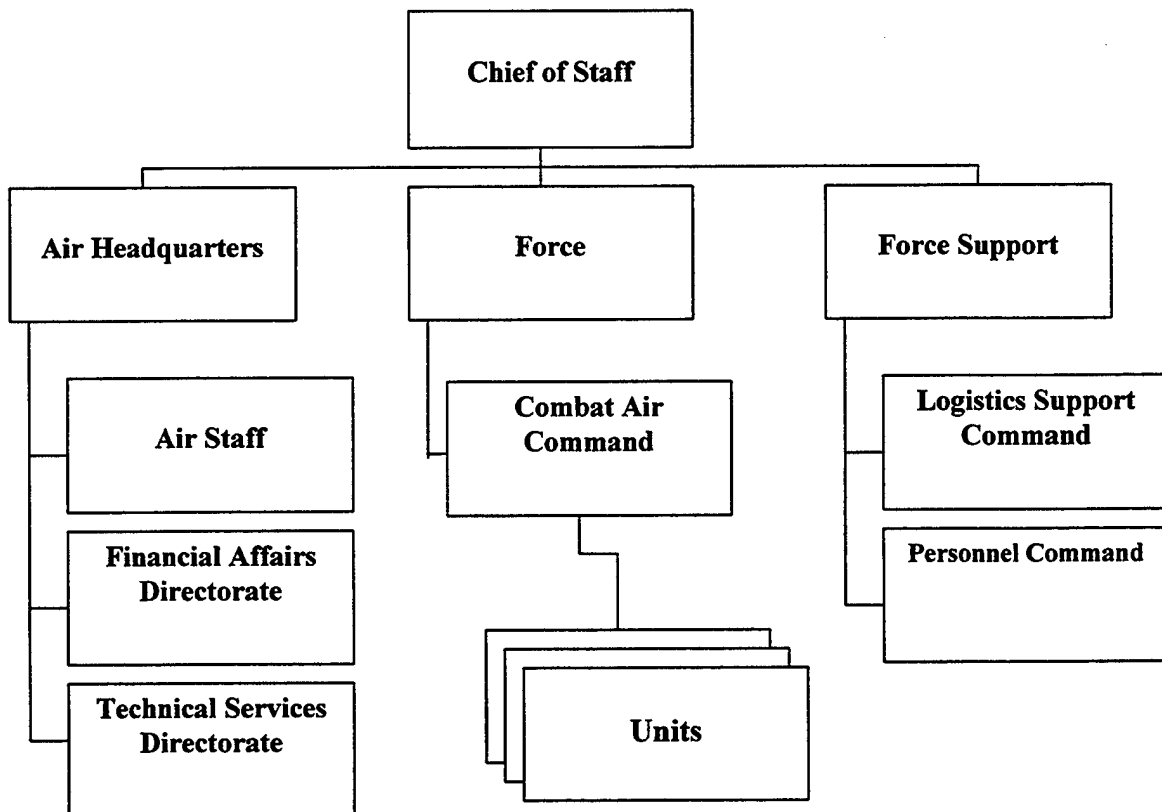 Chief of Staff
Air Headquarters
Force
Force Support
Air Staff
Financial Affairs
Directorate
Technical Services
Directorate
Combat Air
Command
Units
Logistics Support
Command
Personnel Command